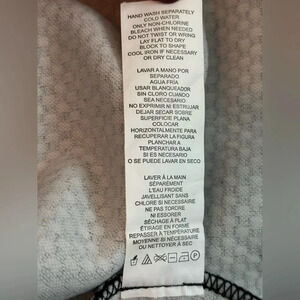 HAND WASH SEPARATELY
COLD WATER
ONLY NON-CHLORINE
BLEACH WHEN NEEDED
DO NOT TWIST OR WRING
LAY FLAT TO DRY
BLOCK TO SHAPE
COOL IRON IF NECESSARY
OR DRY CLEAN
LAVAR A MANO POR
SEPARADO
AGUA FRIA
USAR BLANQUEADOR
SIN CLORO CUANDO
SEA NECESARIO
NO EXPRIMIR NI ESTRUJAR
DEJAR SECAR SOBRE
SUPERFICIE PLANA
COLOCAR
HORIZONTALMENTE PARA
RECUPERAR LA FIGURA
PLANCHAR A
TEMPERATURA BAJA
SI ES NECESARIO
O SE PUEDE LAVAR EN SECO
LAVER À LA MAIN
SÉPARÉMENT
L'EAU FROIDE
JAVELLISANT SANS
CHLORE SI NÉCESSAIRE
NE PAS TORDRE
NI ESSORER
SÉCHAGE À PLAT
ÉTIRAGE EN FORME
REPASSER À TEMPÉRATURE
MOYENNE SI NÉCESSAIRE
OU NETTOYER À SEC